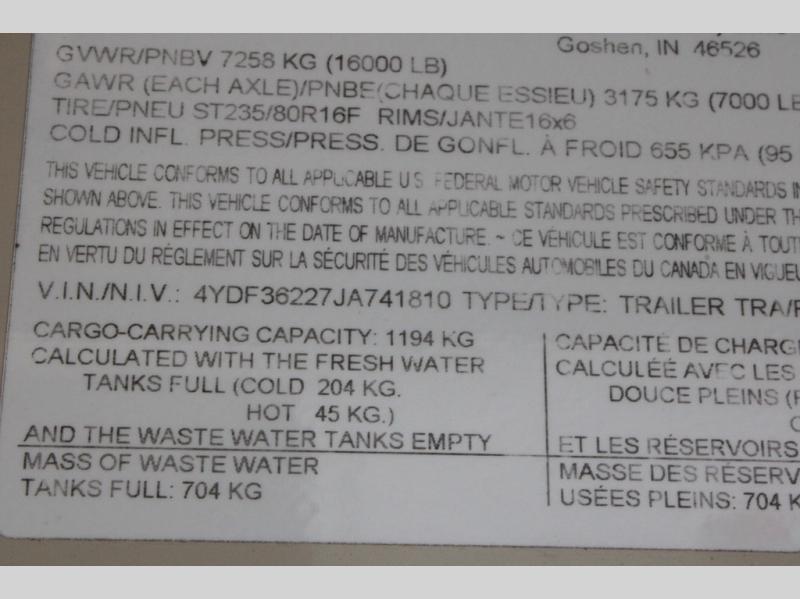 Goshen, IN 46526
GVWR/PNBV 7258 KG (16000 LB)
GAWR (EACH AXLE)/PNBE(CHAQUE ESSIEU) 3175 KG (7000 LB
TIRE/PNEU ST235/80R16F RIMS/JANTE16x6
COLD INFL. PRESS/PRESS. DE GONFL. À FROID 655 KPA (95
THIS VEHICLE CONFORMS TO ALL APPLICABLE U S FEDERAL MOTOR VEHICLE SAFETY STANDARDS IN
SHOWN ABOVE. THIS VEHICLE CONFORMS TO ALL APPLICABLE STANDARDS PRESCRIBED UNDER TH
REGULATIONS IN EFFECT ON THE DATE OF MANUFACTURE. ~ CE VÉHICULE EST CONFORME À TOUT
EN VERTU DU RÉGLEMENT SUR LA SÉCURITÉ DES VÉHICULES AUTOMOBILES DU CANADA EN VIGUEU
V.I.N./N.I.V.: 4YDF36227JA741810 TYPE/TYPE: TRAILER TRA/R
CARGO-CARRYING CAPACITY: 1194 KG
CALCULATED WITH THE FRESH WATER
TANKS FULL (COLD 204 KG.
HOT 45 KG.)
AND THE WASTE WATER TANKS EMPTY
MASS OF WASTE WATER
TANKS FULL: 704 KG
CAPACITÉ DE CHARG
CALCULÉE AVEC LES
DOUCE PLEINS (F
C
ET LES RÉSERVOIRS
MASSE DES RÉSERV
USÉES PLEINS: 704 K